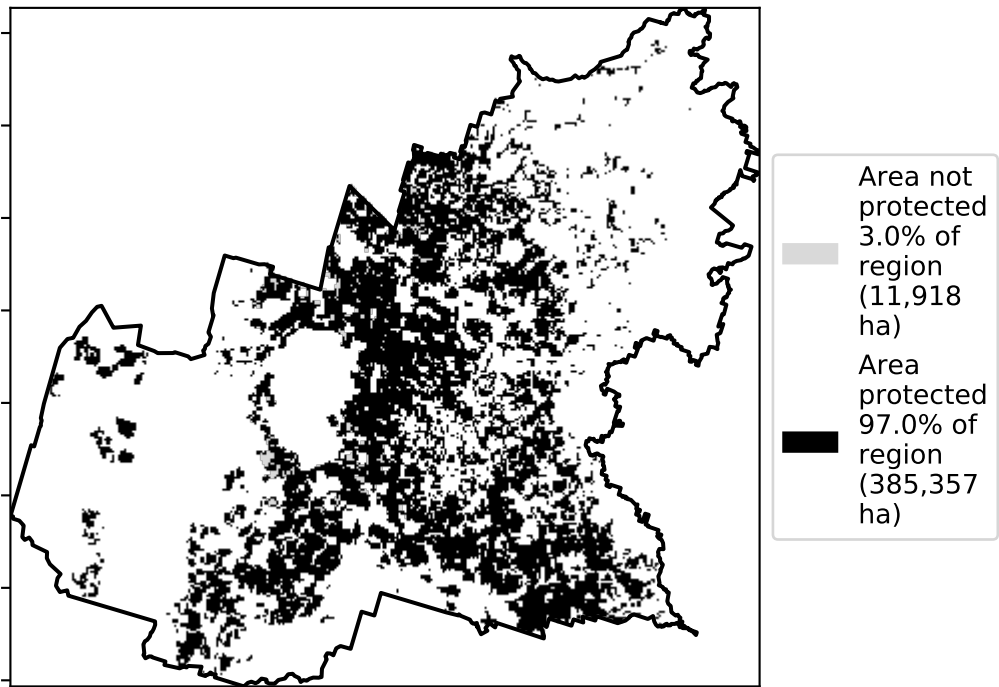 Area not
protected
3.0% of
region
(11,918
ha)
Area
protected
97.0% of
region
(385,357
ha)